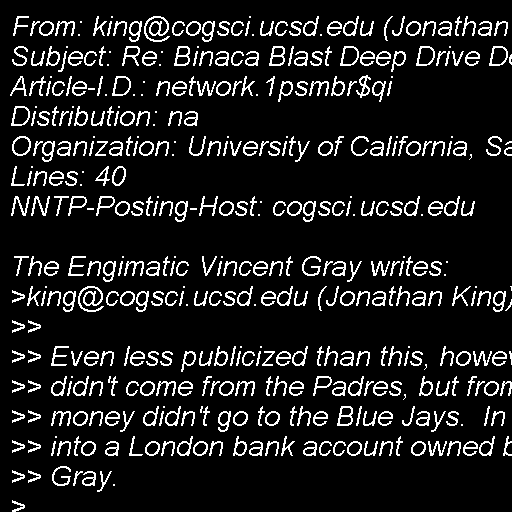 From: king@cogsci.ucsd.edu (Jonathan
Subject: Re: Binaca Blast Deep Drive De
Article-I.D.: network.1psmbr$qi
Distribution: na
Organization: University of California, Sa
Lines: 40
NNTP-Posting-Host: cogsci.ucsd.edu

The Engimatic Vincent Gray writes:
>king@cogsci.ucsd.edu (Jonathan King)
>>
>> Even less publicized than this, howev
>> didn't come from the Padres, but from
>> money didn't go to the Blue Jays.  In
>> into a London bank account owned b
>> Gray.
>